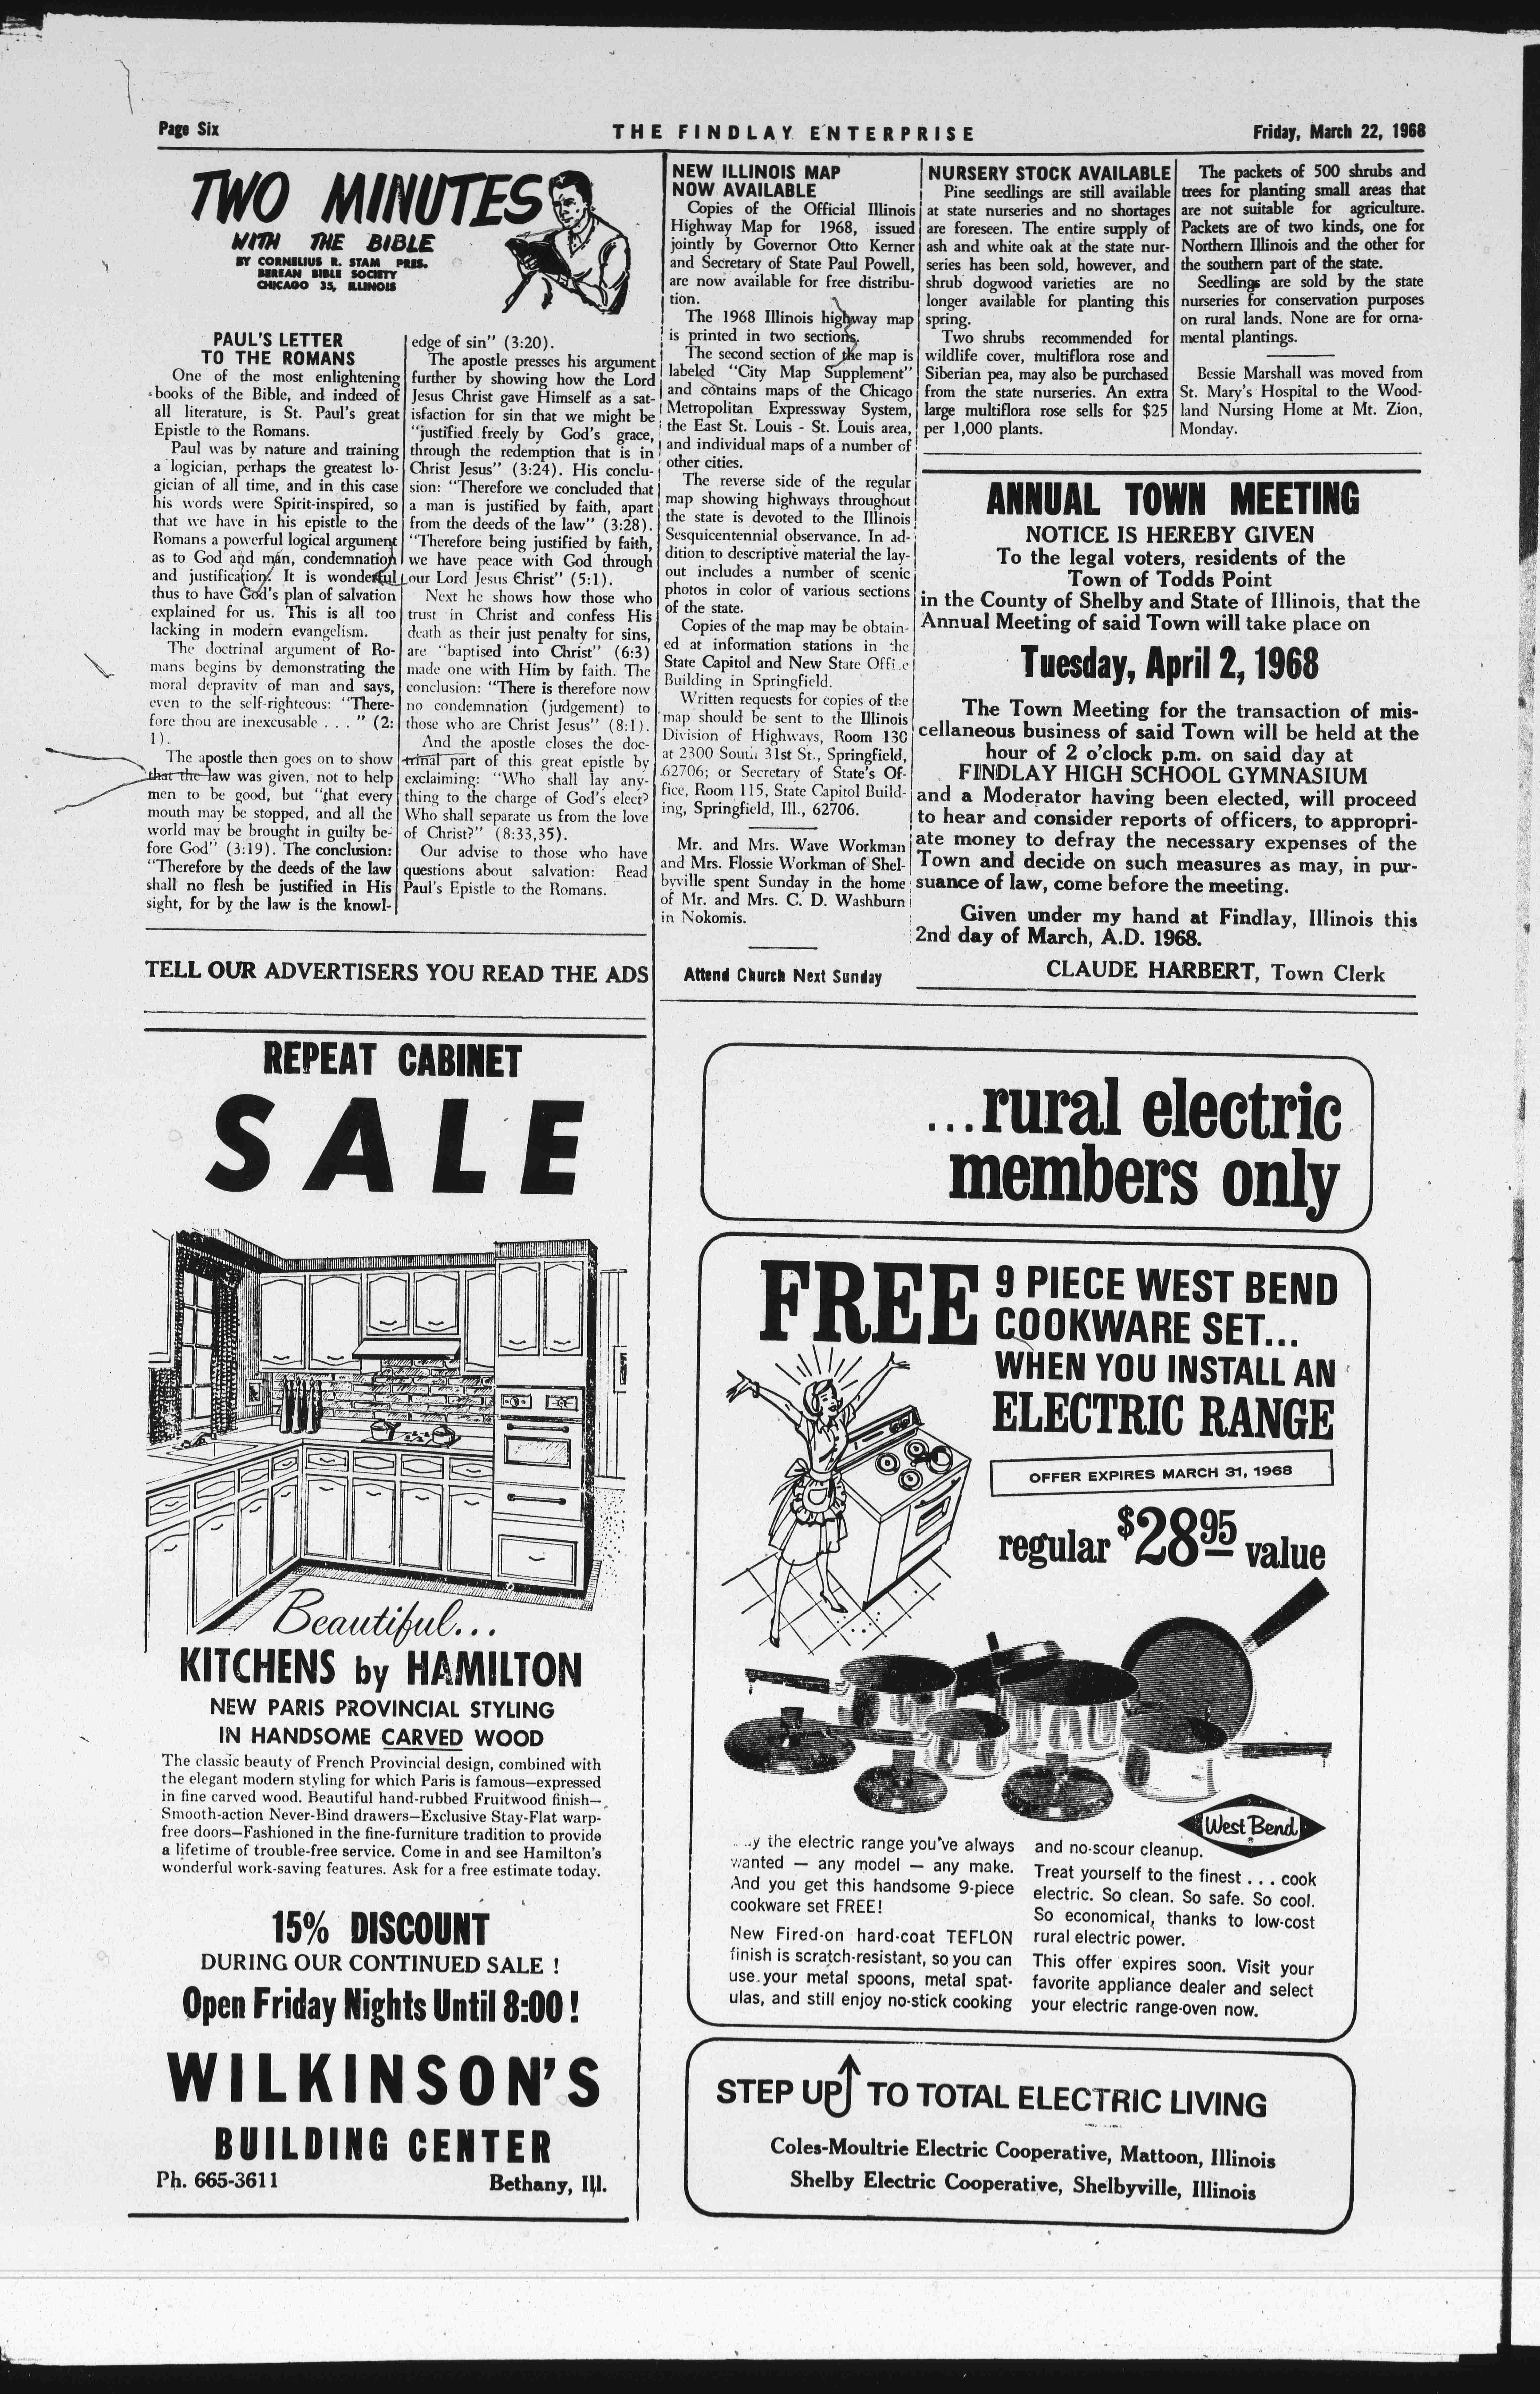 Page Six
THE FINDLAY ENTERPRISE
Friday, March 22, 1968
TWO MINUTES
WITH THE BIBLE
BY CORNELIUS R. STAM PRES.
BEREAN BIBLE SOCIETY
CHICAGO 35, ILLINOIS
PAUL'S LETTER
TO THE ROMANS
One of the most enlightening
books of the Bible, and indeed of
all literature, is St. Paul's great
Epistle to the Romans.
Paul was by nature and training
a logician, perhaps the greatest lo-
gician of all time, and in this case
his words were Spirit-inspired, so
that we have in his epistle to the
Romans a powerful logical argument
as to God and man, condemnation
and justification. It is wonderful
thus to have God's plan of salvation
explained for us. This is all too
lacking in modern evangelism.
The doctrinal argument of Ro-
mans begins by demonstrating the
moral depravity of man and says,
even to the self-righteous: "There-
fore thou are inexcusable . . . " (2:
1).
The apostle then goes on to show
that the law was given, not to help
men to be good, but "that every
mouth may be stopped, and all the
world may be brought in guilty be-
fore God" (3:19). The conclusion:
"Therefore by the deeds of the law
shall no flesh be justified in His
sight, for by the law is the knowl-
edge of sin" (3:20).
The apostle presses his argument
further by showing how the Lord
Jesus Christ gave Himself as a sat-
isfaction for sin that we might be
"justified freely by God's grace,
through the redemption that is in
Christ Jesus" (3:24). His conclu-
sion: "Therefore we concluded that
a man is justified by faith, apart
from the deeds of the law" (3:28).
"Therefore being justified by faith,
we have peace with God through
our Lord Jesus Christ" (5:1).
Next he shows how those who
trust in Christ and confess His
death as their just penalty for sins,
are "baptised into Christ" (6:3)
made one with Him by faith. The
conclusion: "There is therefore now
no condemnation (judgement) to
those who are Christ Jesus" (8:1).
And the apostle closes the doc-
trinal part of this great epistle by
exclaiming: "Who shall lay any-
thing to the charge of God's elect?
Who shall separate us from the love
of Christ?" (8:33,35).
Our advise to those who have
questions about salvation: Read
Paul's Epistle to the Romans.
TELL OUR ADVERTISERS YOU READ THE ADS
NEW ILLINOIS MAP
NOW AVAILABLE
Copies of the Official Illinois
Highway Map for 1968, issued
jointly by Governor Otto Kerner
and Secretary of State Paul Powell,
are now available for free distribu-
tion.
The 1968 Illinois highway map
is printed in two sections.
The second section of the map is
labeled "City Map Supplement"
and contains maps of the Chicago
Metropolitan Expressway System,
the East St. Louis - St. Louis area,
and individual maps of a number of
other cities.
The reverse side of the regular
map showing highways throughout
the state is devoted to the Illinois
Sesquicentennial observance. In ad-
dition to descriptive material the lay-
out includes a number of scenic
photos in color of various sections
of the state.
Copies of the map may be obtain-
ed at information stations in the
State Capitol and New State Office
Building in Springfield.
Written requests for copies of the
map should be sent to the Illinois
Division of Highways, Room 130
at 2300 South 31st St., Springfield,
62706; or Secretary of State's Of-
fice, Room 115, State Capitol Build-
ing, Springfield, Ill., 62706.
Mr. and Mrs. Wave Workman
and Mrs. Flossie Workman of Shel-
byville spent Sunday in the home
of Mr. and Mrs. C. D. Washburn
in Nokomis.
Attend Church Next Sunday
NURSERY STOCK AVAILABLE
Pine seedlings are still available
at state nurseries and no shortages
are foreseen. The entire supply of
ash and white oak at the state nur-
series has been sold, however, and
shrub dogwood varieties are no
longer available for planting this
spring.
Two shrubs recommended for
wildlife cover, multiflora rose and
Siberian pea, may also be purchased
from the state nurseries. An extra
large multiflora rose sells for $25
per 1,000 plants.
The packets of 500 shrubs and
trees for planting small areas that
are not suitable for agriculture.
Packets are of two kinds, one for
Northern Illinois and the other for
the southern part of the state.
Seedlings are sold by the state
nurseries for conservation purposes
on rural lands. None are for orna-
mental plantings.
Bessie Marshall was moved from
St. Mary's Hospital to the Wood-
land Nursing Home at Mt. Zion,
Monday.
ANNUAL TOWN MEETING
NOTICE IS HEREBY GIVEN
To the legal voters, residents of the
Town of Todds Point
in the County of Shelby and State of Illinois, that the
Annual Meeting of said Town will take place on
Tuesday, April 2, 1968
The Town Meeting for the transaction of mis-
cellaneous business of said Town will be held at the
hour of 2 o'clock p.m. on said day at
FINDLAY HIGH SCHOOL GYMNASIUM
and a Moderator having been elected, will proceed
to hear and consider reports of officers, to appropri-
ate money to defray the necessary expenses of the
Town and decide on such measures as may, in pur-
suance of law, come before the meeting.
Given under my hand at Findlay, Illinois this
2nd day of March, A.D. 1968.
CLAUDE HARBERT, Town Clerk
REPEAT CABINET
SALE
Beautiful...
KITCHENS by HAMILTON
NEW PARIS PROVINCIAL STYLING
IN HANDSOME CARVED WOOD
The classic beauty of French Provincial design, combined with
the elegant modern styling for which Paris is famous—expressed
in fine carved wood. Beautiful hand-rubbed Fruitwood finish—
Smooth-action Never-Bind drawers—Exclusive Stay-Flat warp-
free doors—Fashioned in the fine-furniture tradition to provide
a lifetime of trouble-free service. Come in and see Hamilton's
wonderful work-saving features. Ask for a free estimate today.
15% DISCOUNT
DURING OUR CONTINUED SALE !
Open Friday Nights Until 8:00!
WILKINSON'S
BUILDING CENTER
Ph. 665-3611
Bethany, Ill.
...rural electric
members only
FREE
9 PIECE WEST BEND
COOKWARE SET...
WHEN YOU INSTALL AN
ELECTRIC RANGE
OFFER EXPIRES MARCH 31, 1968
regular $28.95 value
West Bend
the electric range you've always
wanted — any model — any make.
And you get this handsome 9-piece
cookware set FREE!
New Fired-on hard-coat TEFLON
finish is scratch-resistant, so you can
use your metal spoons, metal spat-
ulas, and still enjoy no-stick cooking
and no-scour cleanup.
Treat yourself to the finest . . . cook
electric. So clean. So safe. So cool.
So economical, thanks to low-cost
rural electric power.
This offer expires soon. Visit your
favorite appliance dealer and select
your electric range-oven now.
STEP UP TO TOTAL ELECTRIC LIVING
Coles-Moultrie Electric Cooperative, Mattoon, Illinois
Shelby Electric Cooperative, Shelbyville, Illinois